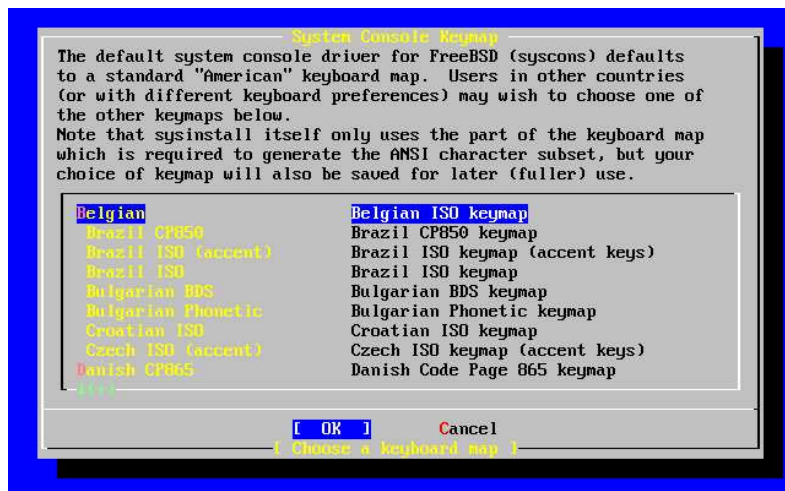 System Console Keymap
The default system console driver for FreeBSD (syscons) defaults
to a standard "American" keyboard map.  Users in other countries
(or with different keyboard preferences) may wish to choose one of
the other keymaps below.
Note that sysinstall itself only uses the part of the keyboard map
which is required to generate the ANSI character subset, but your
choice of keymap will also be saved for later (fuller) use.
Belgian Belgian ISO keymap
Brazil CP850 Brazil CP850 keymap
Brazil ISO (accent) Brazil ISO keymap (accent keys)
Brazil ISO Brazil ISO keymap
Bulgarian BDS Bulgarian BDS keymap
Bulgarian Phonetic Bulgarian Phonetic keymap
Croatian ISO Croatian ISO keymap
Czech ISO (accent) Czech ISO keymap (accent keys)
Danish CP865 Danish Code Page 865 keymap
[ OK ] Cancel
[ Choose a keyboard map ]